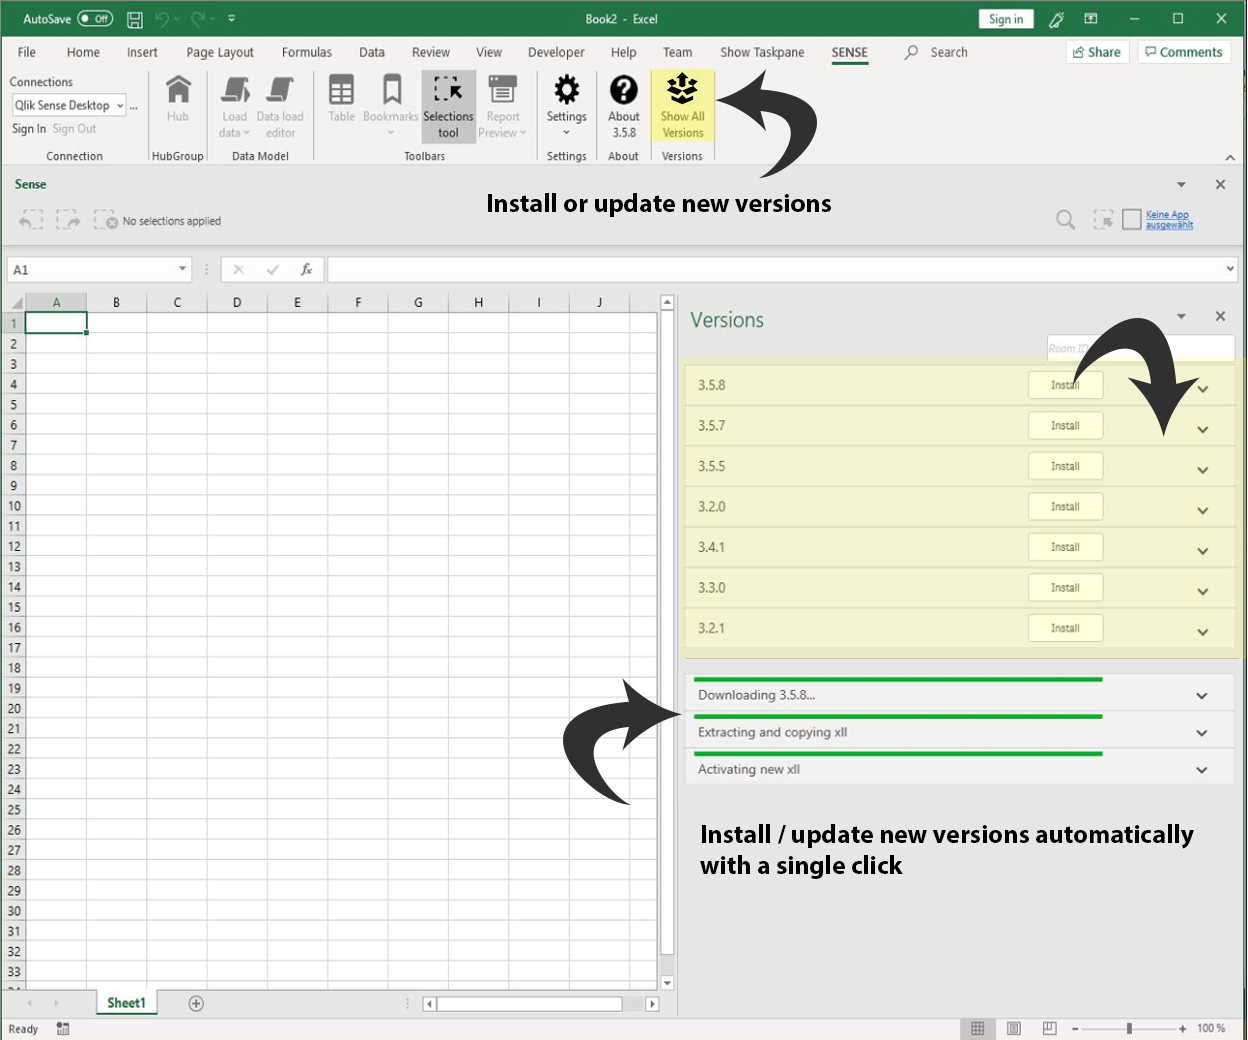 AutoSave Off
Book2 - Excel
Sign in
File Home Insert Page Layout Formulas Data Review View Developer Help Team Show Taskpane SENSE Search Share Comments
Connections
Qlik Sense Desktop ...
Sign In Sign Out
Connection
Hub
HubGroup
Load data
Data load editor
Data Model
Table
Bookmarks
Selections tool
Report Preview
Toolbars
Settings
Settings
About 3.5.8
About
Show All Versions
Versions
Sense
Install or update new versions
No selections applied
Keine App
ausgewählt
A1
fx
A B C D E F G H I J
1
2
3
4
5
6
7
8
9
10
11
12
13
14
15
16
17
18
19
20
21
22
23
24
25
26
27
28
29
30
31
32
33
Versions
Room ID
3.5.8 Install
3.5.7 Install
3.5.5 Install
3.2.0 Install
3.4.1 Install
3.3.0 Install
3.2.1 Install
Downloading 3.5.8...
Extracting and copying xll
Activating new xll
Install / update new versions automatically
with a single click
Sheet1
Ready
100 %